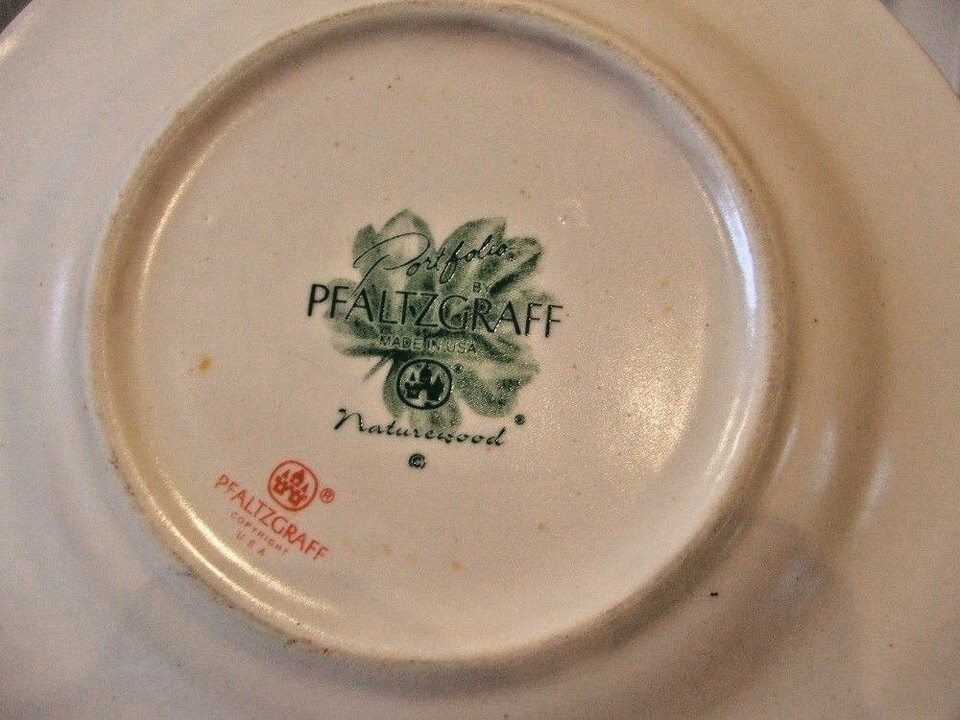 Portfolio®
BY
PFALTZGRAFF
MADE IN USA
®
Naturewood®
©
®
PFALTZGRAFF
COPYRIGHT
USA